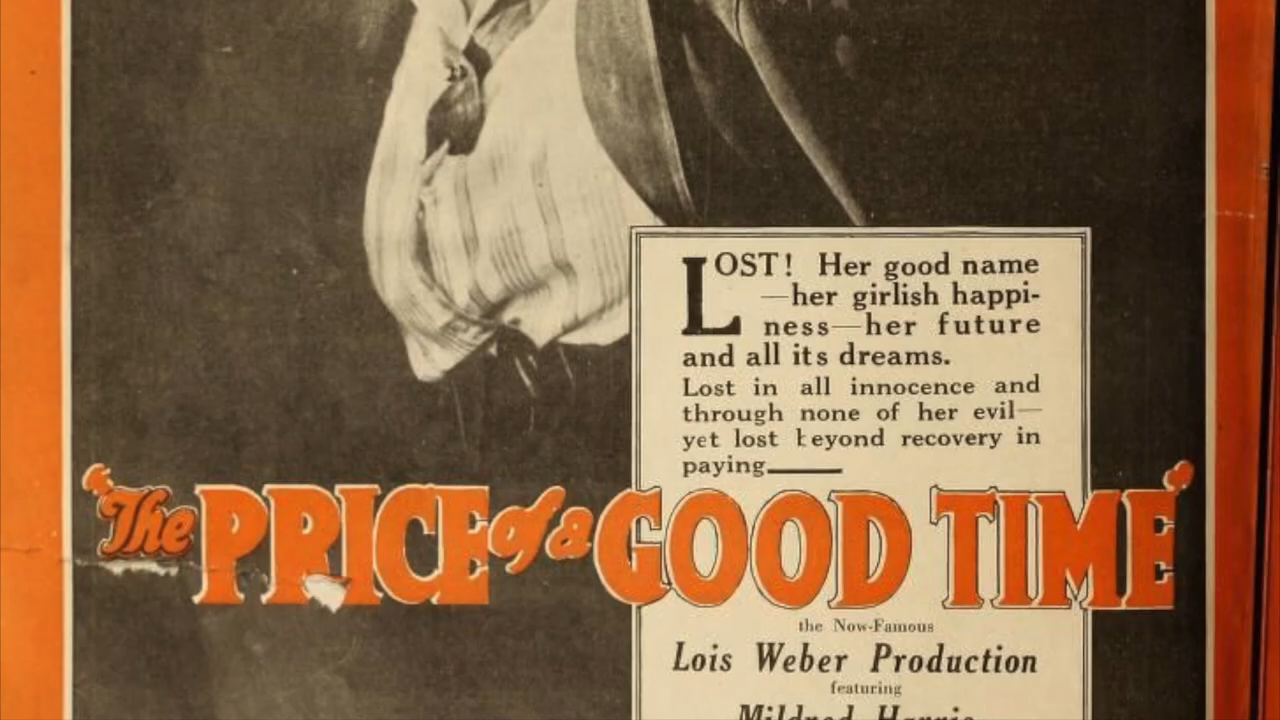 LOST! Her good name
—her girlish happi-
ness—her future
and all its dreams.
Lost in all innocence and
through none of her evil—
yet lost beyond recovery in
paying——
"The PRICE of a GOOD TIME"
the Now-Famous
Lois Weber Production
featuring
Mildred Harris